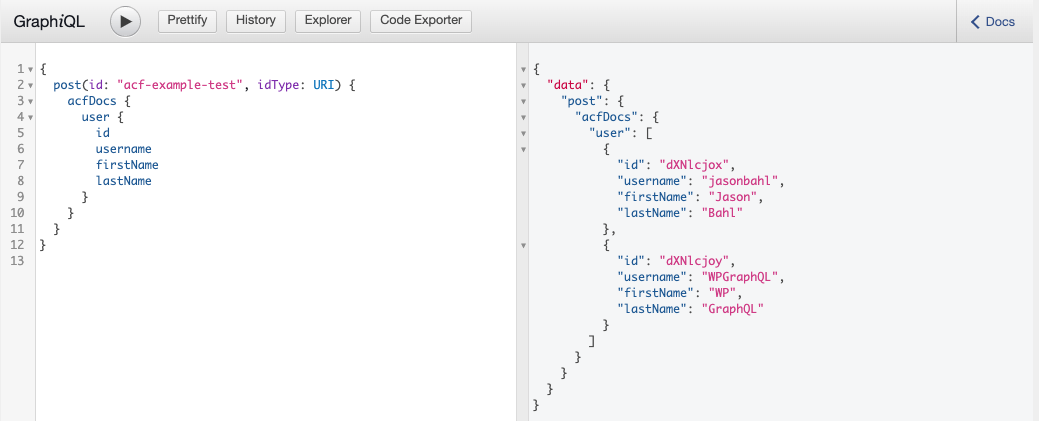 GraphiQL
Prettify
History
Explorer
Code Exporter
Docs
1 {
2 post(id: "acf-example-test", idType: URI) {
3 acfDocs {
4 user {
5 id
6 username
7 firstName
8 lastName
9 }
10 }
11 }
12 }
13
{
"data": {
"post": {
"acfDocs": {
"user": [
{
"id": "dXNlcjox",
"username": "jasonbahl",
"firstName": "Jason",
"lastName": "Bahl"
},
{
"id": "dXNlcjoy",
"username": "WPGraphQL",
"firstName": "WP",
"lastName": "GraphQL"
}
]
}
}
}
}